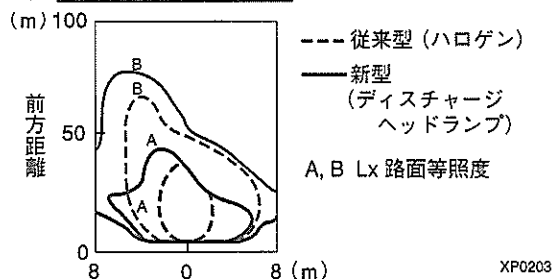 (m) 100
B
B
A
A
50
0
前方距離
8 0 8 (m)
従来型 (ハロゲン)
新型
(ディスチャージ
ヘッドランプ)
A, B Lx 路面等照度
XP0203